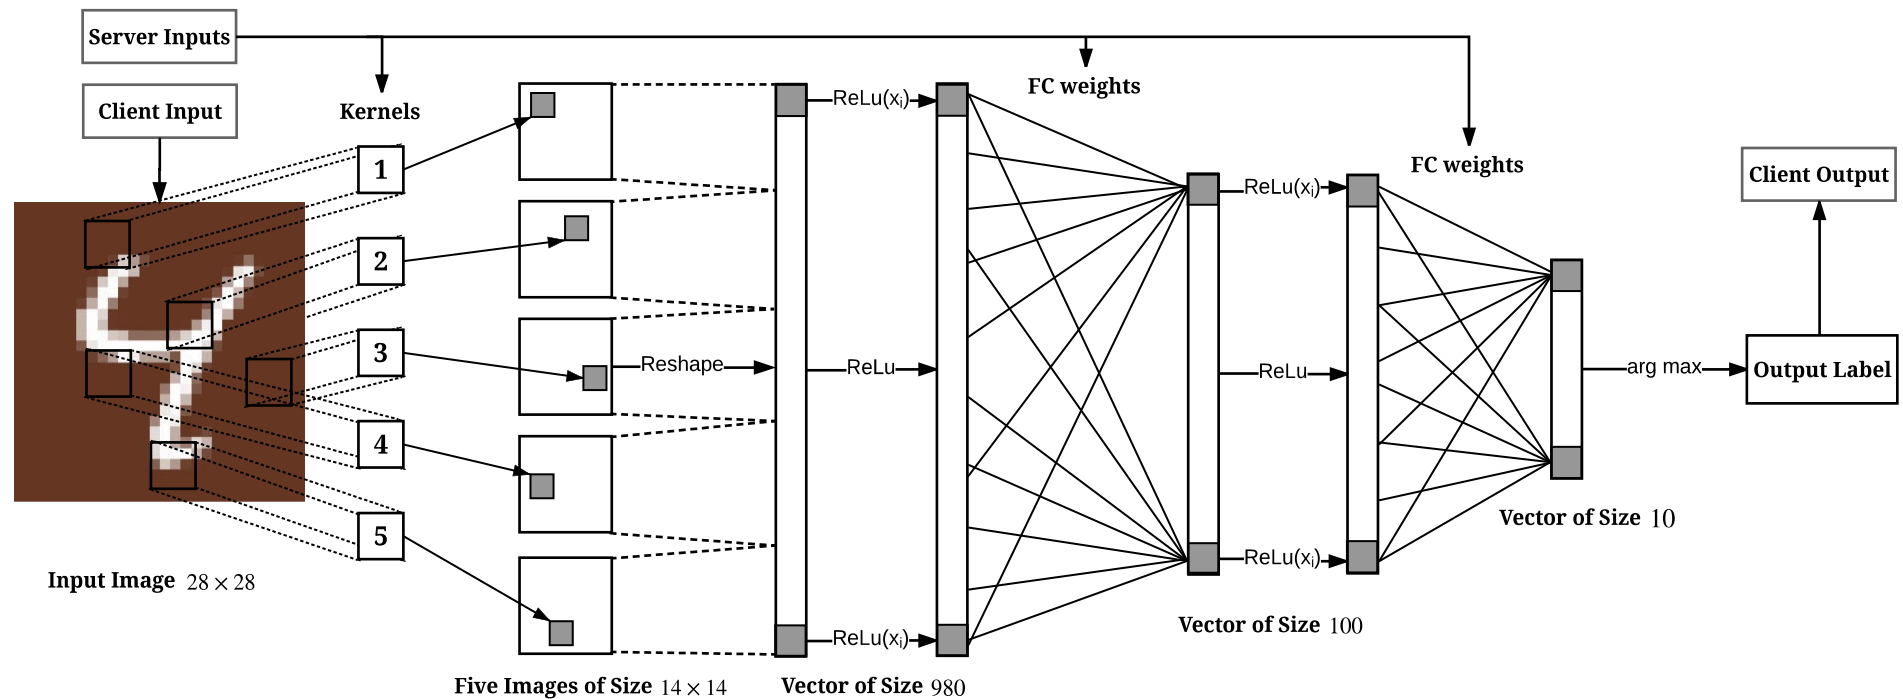 Server Inputs
Client Input
Kernels
FC weights
FC weights
Client Output
1
2
3
4
5
ReLu(xᵢ)
ReLu(xᵢ)
Reshape
ReLu
ReLu
arg max
Output Label
ReLu(xᵢ)
ReLu(xᵢ)
Input Image 28 × 28
Five Images of Size 14 × 14
Vector of Size 980
Vector of Size 100
Vector of Size 10